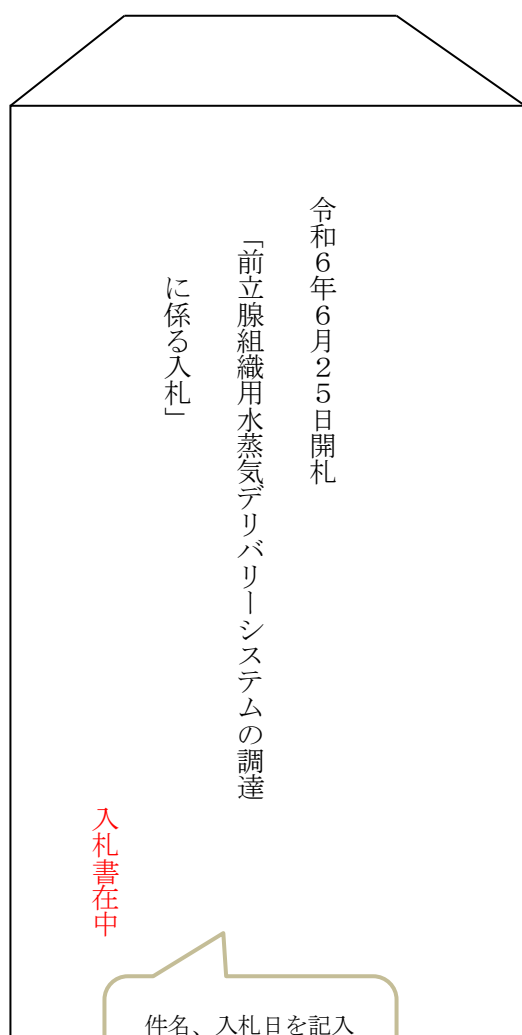 令和６年６月２５日開札
「前立腺組織用水蒸気デリバリーシステムの調達
に係る入札」
入札書在中
件名、入札日を記入